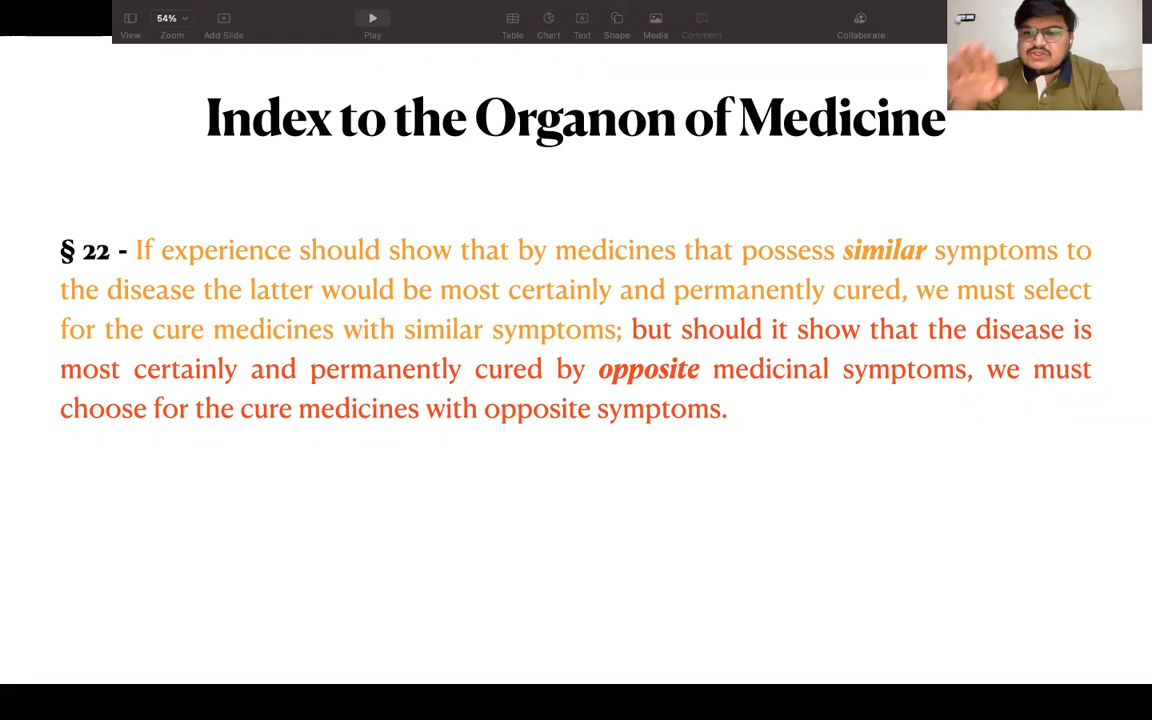 54%
View
Zoom
Add Slide
Play
Table
Chart
Text
Shape
Media
Comment
Collaborate
Index to the Organon of Medicine
§ 22 - If experience should show that by medicines that possess similar symptoms to
the disease the latter would be most certainly and permanently cured, we must select
for the cure medicines with similar symptoms; but should it show that the disease is
most certainly and permanently cured by opposite medicinal symptoms, we must
choose for the cure medicines with opposite symptoms.